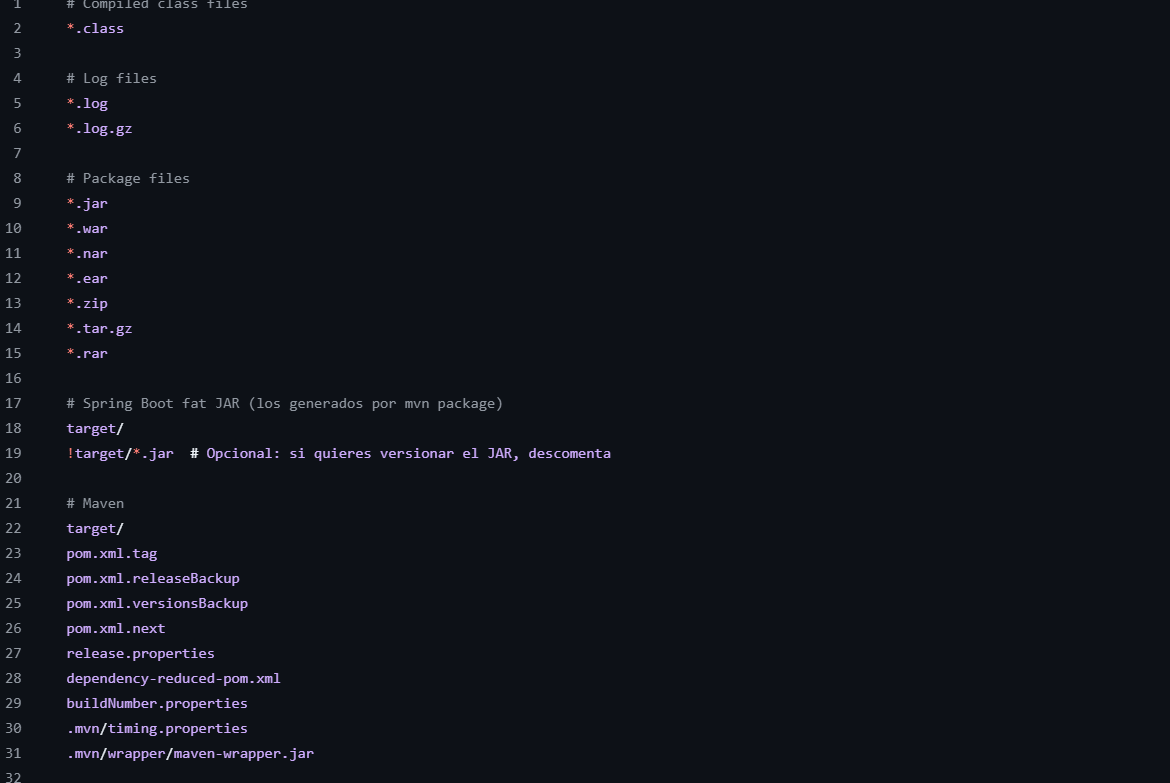 1 # Compiled class files
2 *.class
3
4 # Log files
5 *.log
6 *.log.gz
7
8 # Package files
9 *.jar
10 *.war
11 *.nar
12 *.ear
13 *.zip
14 *.tar.gz
15 *.rar
16
17 # Spring Boot fat JAR (los generados por mvn package)
18 target/
19 !target/*.jar  # Opcional: si quieres versionar el JAR, descomenta
20
21 # Maven
22 target/
23 pom.xml.tag
24 pom.xml.releaseBackup
25 pom.xml.versionsBackup
26 pom.xml.next
27 release.properties
28 dependency-reduced-pom.xml
29 buildNumber.properties
30 .mvn/timing.properties
31 .mvn/wrapper/maven-wrapper.jar
32